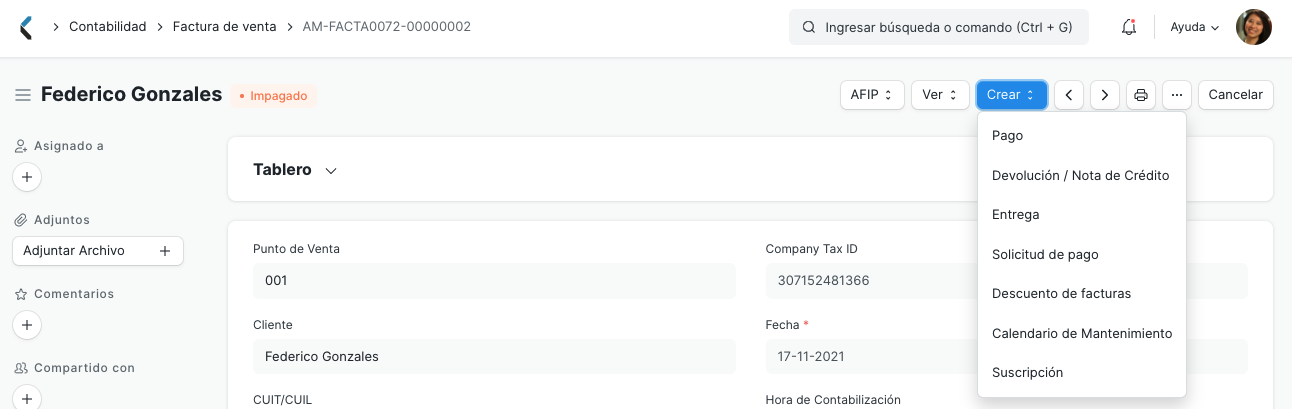 Contabilidad
Factura de venta
AM-FACTA0072-00000002
Ingresar búsqueda o comando (Ctrl + G)
Ayuda
Federico Gonzales
Impagado
AFIP
Ver
Crear
Cancelar
Pago
Devolución / Nota de Crédito
Entrega
Solicitud de pago
Descuento de facturas
Calendario de Mantenimiento
Suscripción
Asignado a
Adjuntos
Adjuntar Archivo
Comentarios
Compartido con
Tablero
Punto de Venta
001
Company Tax ID
307152481366
Cliente
Federico Gonzales
Fecha *
17-11-2021
CUIT/CUIL
Hora de Contabilización